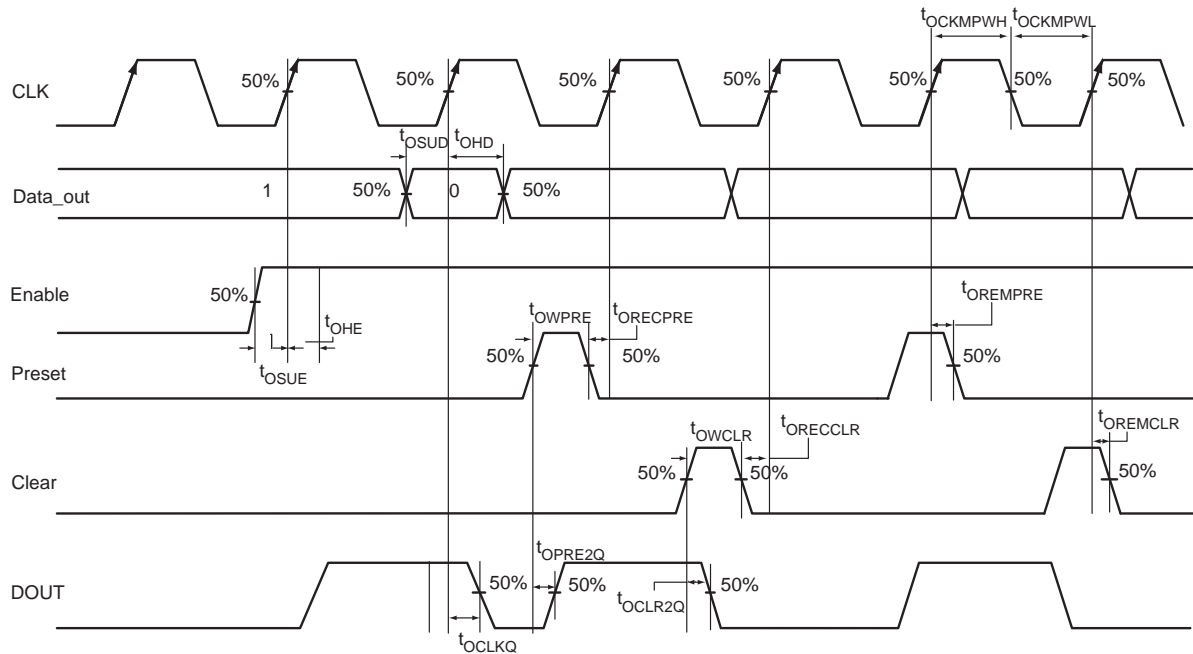 tOCKMPWH tOCKMPWL
CLK 50% 50% 50% 50% 50% 50% 50%
tOSUD tOHD
Data_out 1 50% 0 50%
Enable 50%
tOHE tOWPRE tORECPRE tOREMPRE
tOSUE
Preset 50% 50% 50%
tOWCLR tORECCLR tOREMCLR
Clear 50% 50% 50%
tOPRE2Q
DOUT 50% 50% 50%
tOCLR2Q
tOCLKQ